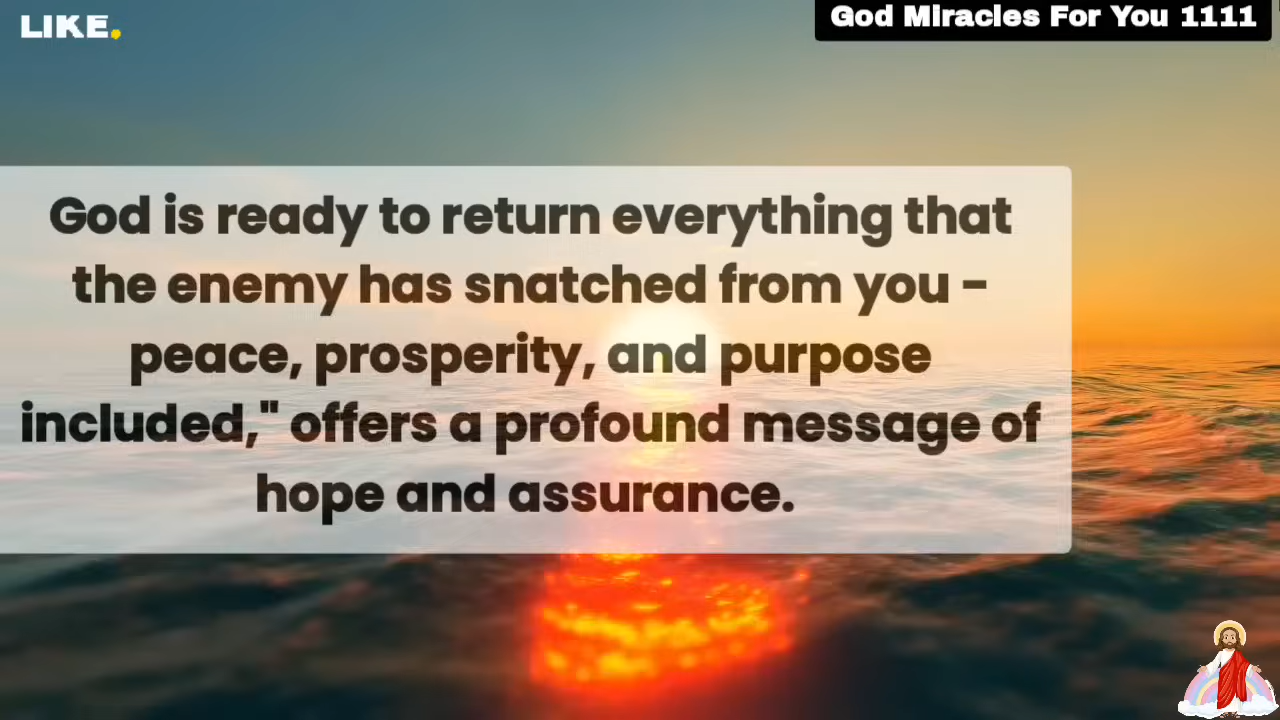 LIKE.
God Miracles For You 1111
God is ready to return everything that
the enemy has snatched from you -
peace, prosperity, and purpose
included," offers a profound message of
hope and assurance.